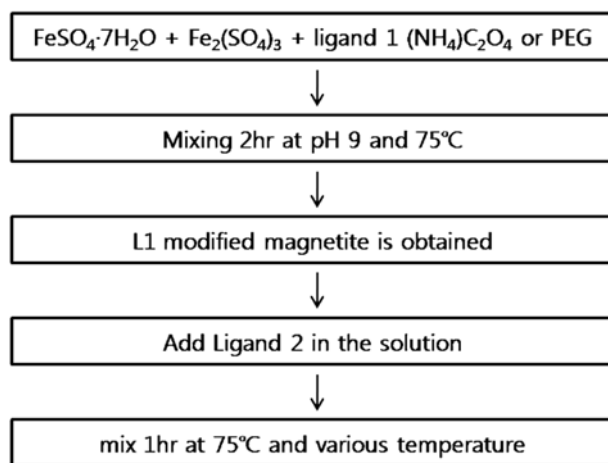 FeSO₄·7H₂O + Fe₂(SO₄)₃ + ligand 1 (NH₄)C₂O₄ or PEG
Mixing 2hr at pH 9 and 75℃
L1 modified magnetite is obtained
Add Ligand 2 in the solution
mix 1hr at 75℃ and various temperature